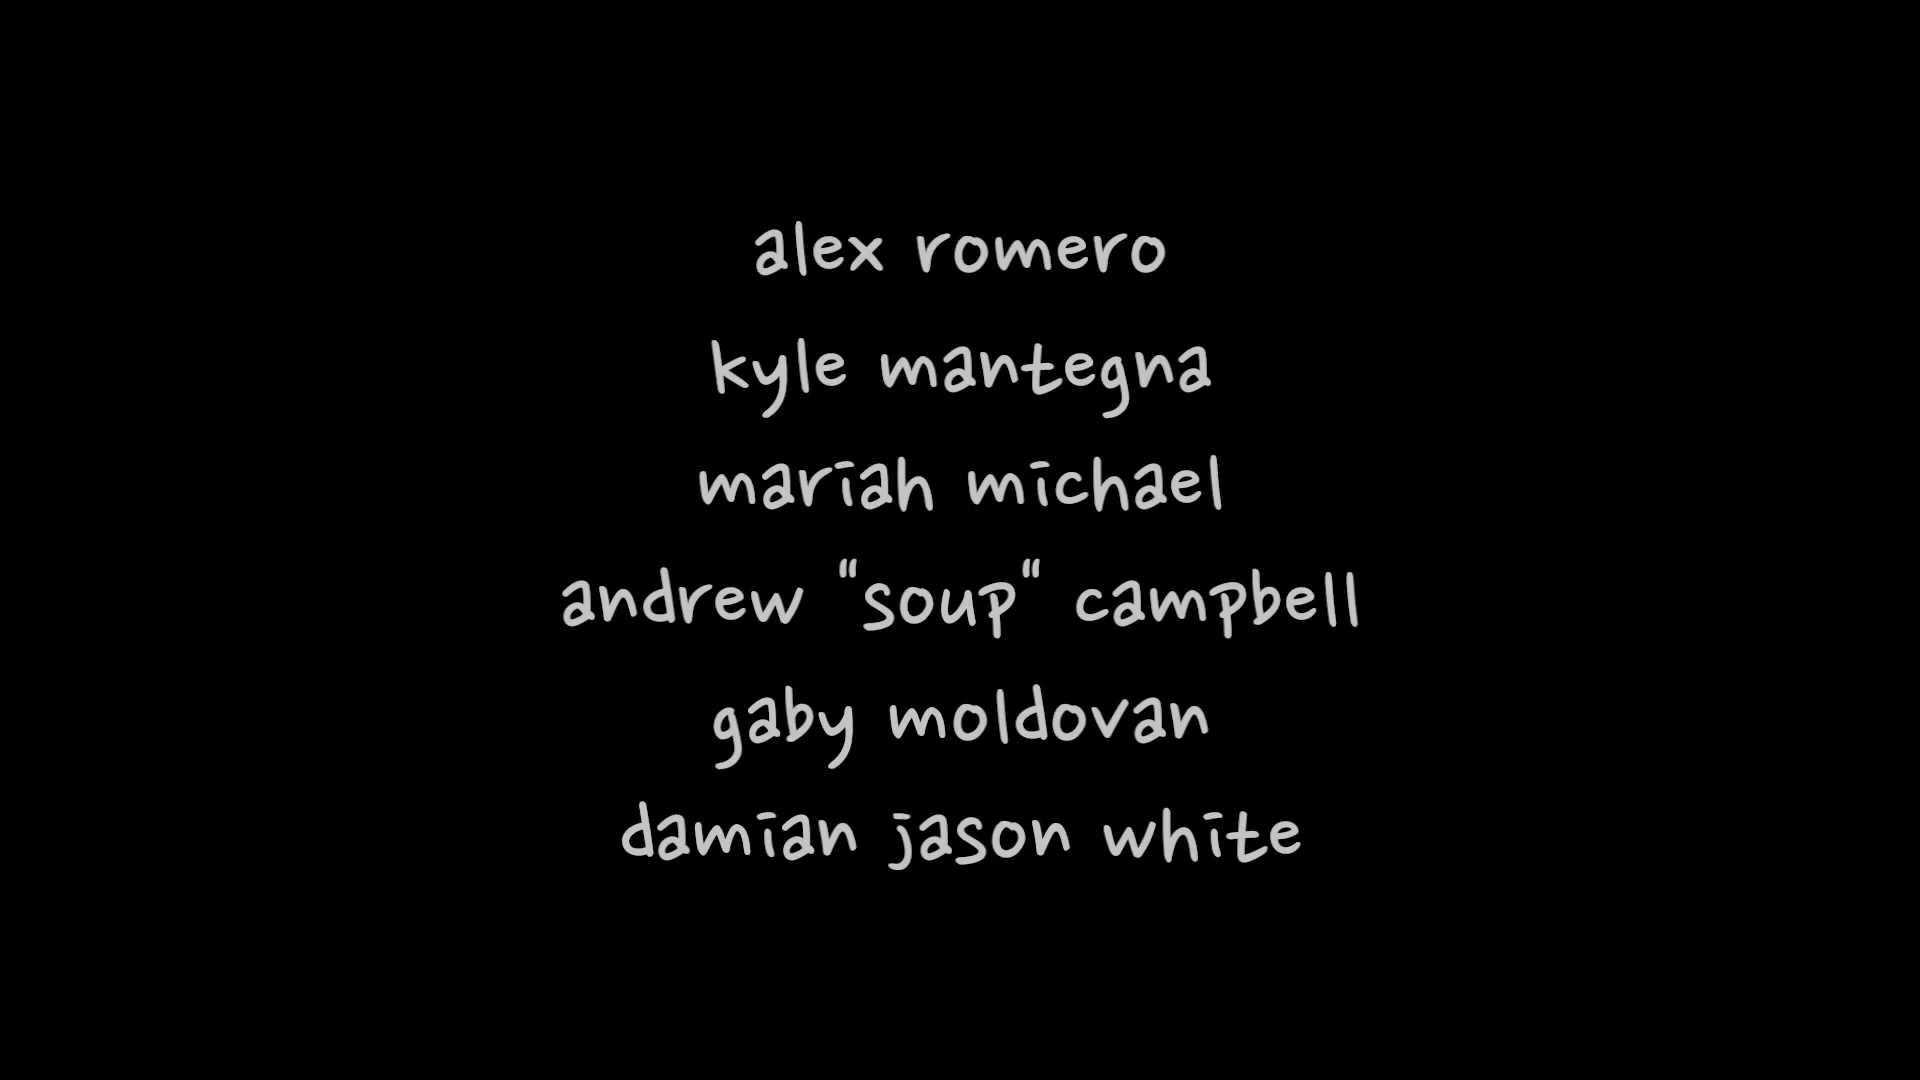 alex romero
kyle mantegna
mariah michael
andrew "soup" campbell
gaby moldovan
damian jason white